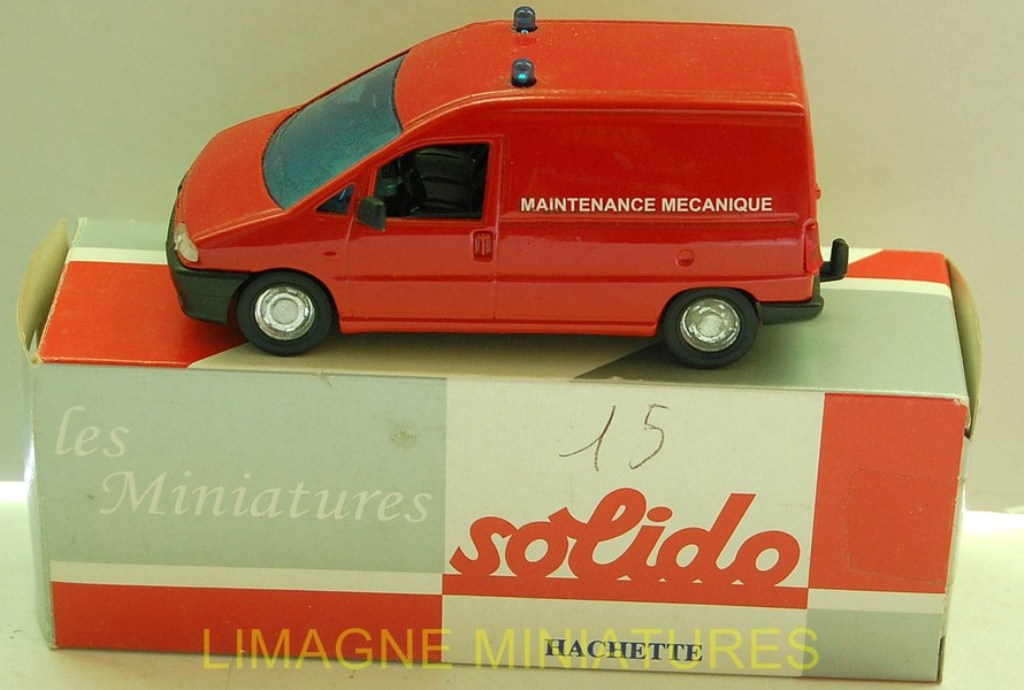 MAINTENANCE MECANIQUE
15
les
Miniatures
solido
HACHETTE
LIMAGNE MINIATURES